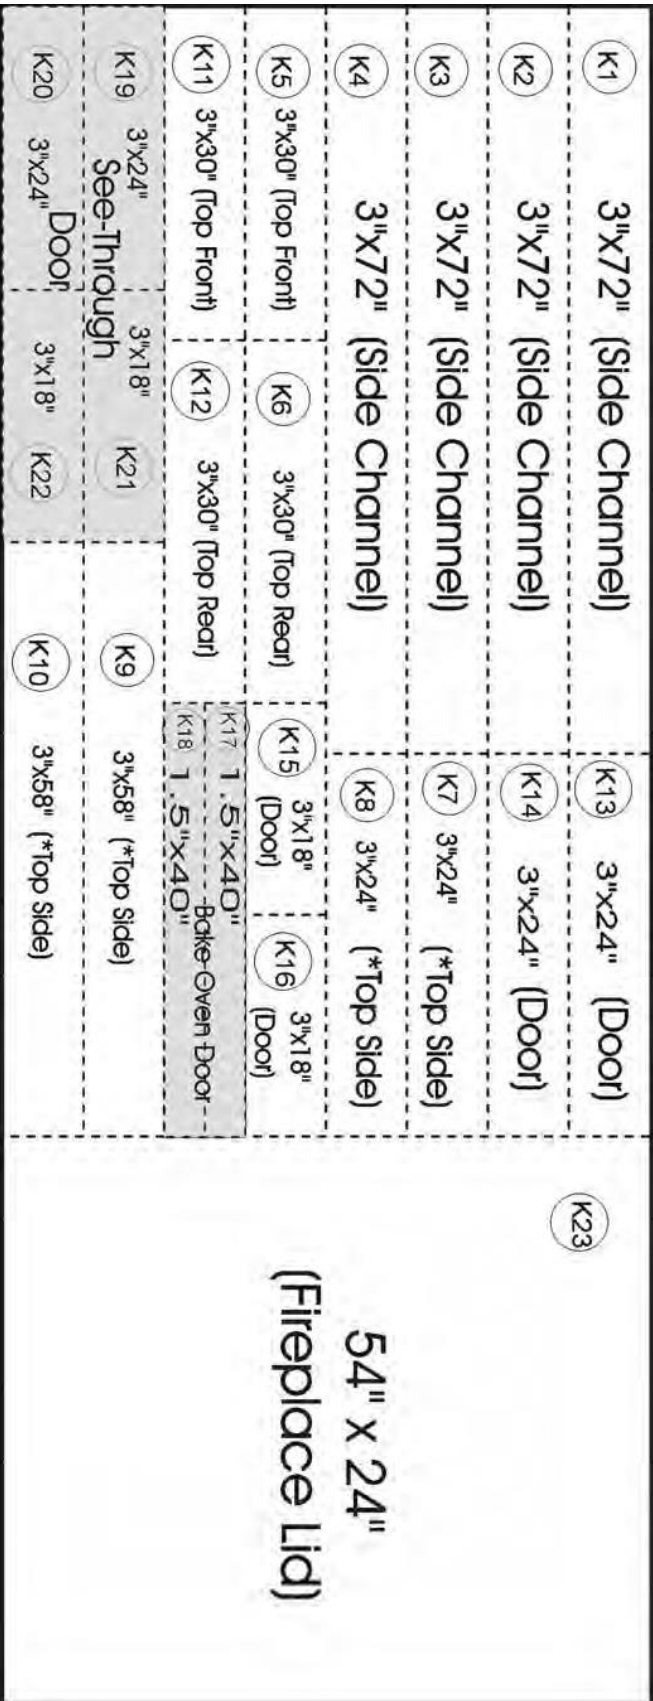 K1 3"x72" (Side Channel) K13 3"x24" (Door)
K2 3"x72" (Side Channel) K14 3"x24" (Door)
K3 3"x72" (Side Channel) K7 3"x24" (*Top Side)
K4 3"x72" (Side Channel) K8 3"x24" (*Top Side)
K5 3"x30" (Top Front) K6 3"x30" (Top Rear) K15 3"x18" (Door) K16 3"x18" (Door)
K11 3"x30" (Top Front) K12 3"x30" (Top Rear)
K17 1.5"x40"
Bake Oven Door
K18 1.5"x40"
K19 3"x24" 3"x18" K21 K9 3"x58" (*Top Side)
See-Through
Door
K20 3"x24" 3"x18" K22 K10 3"x58" (*Top Side)
K23
54" x 24"
(Fireplace Lid)